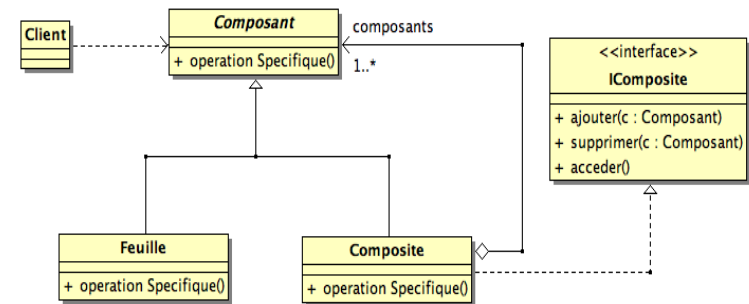 Composant
Client
composants
+ operation Specifique()
1..*
<<interface>>
IComposite
+ ajouter(c : Composant)
+ supprimer(c : Composant)
+ acceder()
Feuille
Composite
+ operation Specifique()
+ operation Specifique()